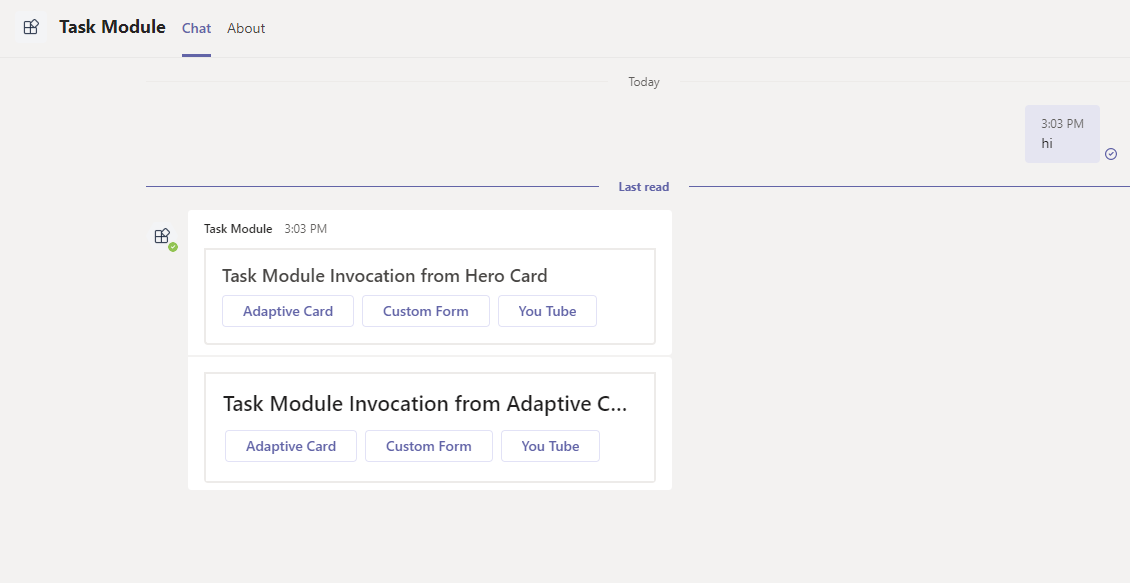 Task Module Chat About
Today
3:03 PM
hi
Last read
Task Module 3:03 PM
Task Module Invocation from Hero Card
Adaptive Card Custom Form You Tube
Task Module Invocation from Adaptive C...
Adaptive Card Custom Form You Tube